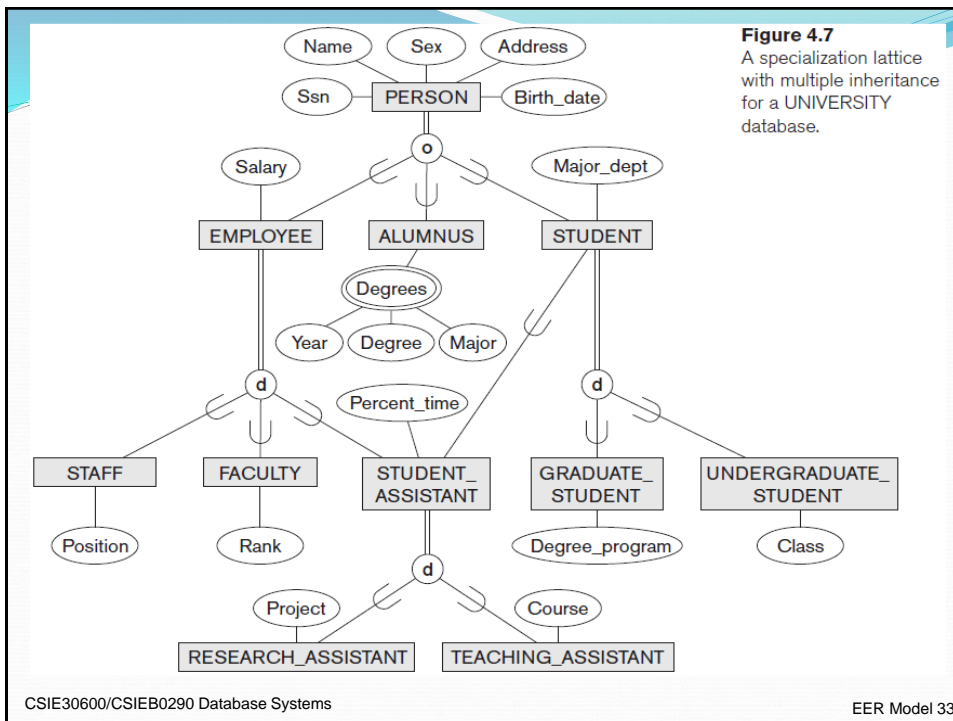 Figure 4.7
A specialization lattice
with multiple inheritance
for a UNIVERSITY
database.
Name
Sex
Address
Ssn
PERSON
Birth_date
o
Salary
Major_dept
EMPLOYEE
ALUMNUS
STUDENT
Degrees
Year
Degree
Major
d
d
Percent_time
STAFF
FACULTY
STUDENT_
ASSISTANT
GRADUATE_
STUDENT
UNDERGRADUATE_
STUDENT
Position
Rank
Degree_program
Class
d
Project
Course
RESEARCH_ASSISTANT
TEACHING_ASSISTANT
CSIE30600/CSIEB0290 Database Systems
EER Model 33